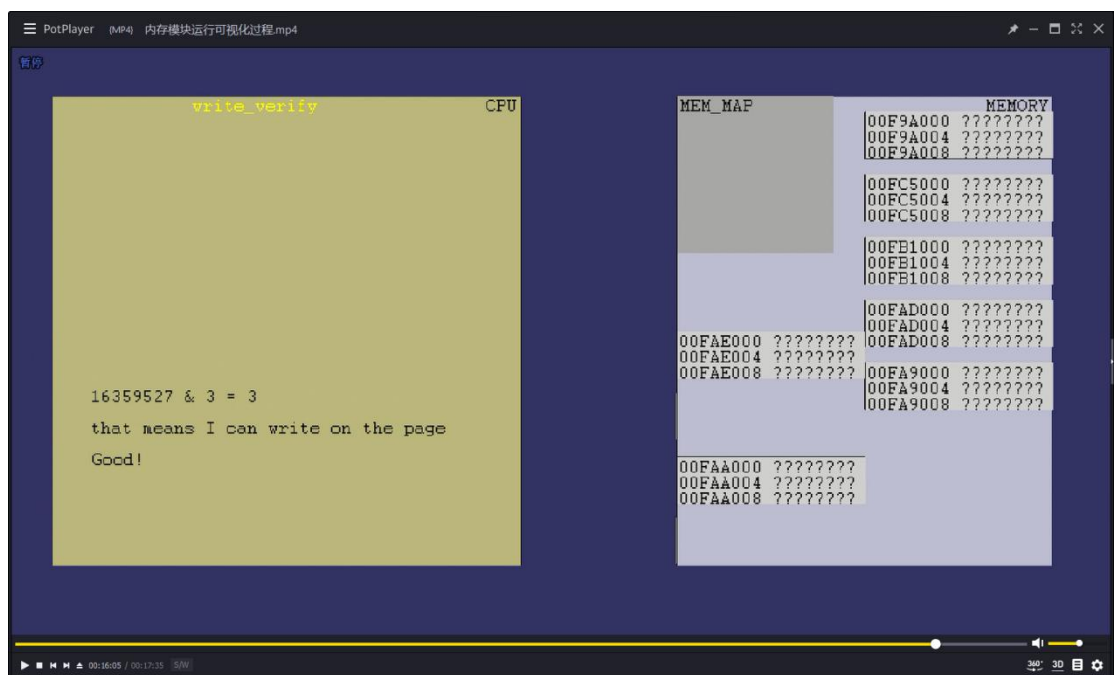 PotPlayer (MP4) 内存模块运行可视化过程.mp4
暂停
write_verify CPU
16359527 & 3 = 3
that means I can write on the page
Good!
MEM_MAP MEMORY
00F9A000 ????????
00F9A004 ????????
00F9A008 ????????
00FC5000 ????????
00FC5004 ????????
00FC5008 ????????
00FB1000 ????????
00FB1004 ????????
00FB1008 ????????
00FAD000 ????????
00FAD004 ????????
00FAD008 ????????
00FAE000 ????????
00FAE004 ????????
00FAE008 ????????
00FA9000 ????????
00FA9004 ????????
00FA9008 ????????
00FAA000 ????????
00FAA004 ????????
00FAA008 ????????
00:16:05 / 00:17:35 S/W
360° 3D